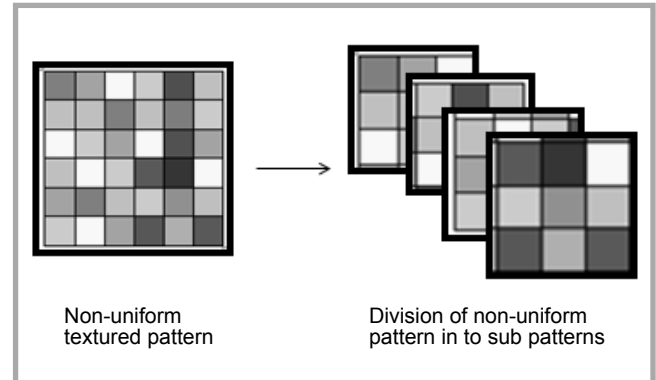 Non-uniform
textured pattern
Division of non-uniform
pattern in to sub patterns